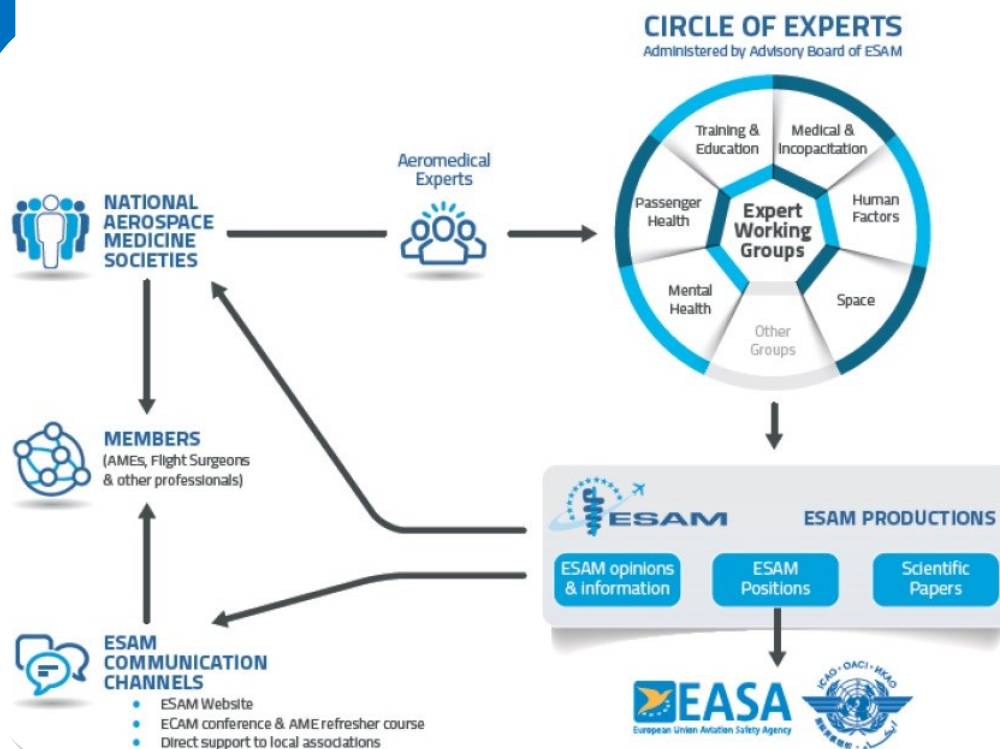 CIRCLE OF EXPERTS
Administered by Advisory Board of ESAM
Training &
Education
Medical &
Incopacitation
Passenger
Health
Human
Factors
Expert
Working
Groups
Mental
Health
Space
Other
Groups
Aeromedical
Experts
NATIONAL
AEROSPACE
MEDICINE
SOCIETIES
MEMBERS
(AMEs, Flight Surgeons
& other professionals)
ESAM
ESAM PRODUCTIONS
ESAM opinions
& information
ESAM
Positions
Scientific
Papers
ESAM
COMMUNICATION
CHANNELS
• ESAM Website
• ECAM conference & AME refresher course
• Direct support to local associations
EASA
European Union Aviation Safety Agency
ICAO · OACI · ИКАО